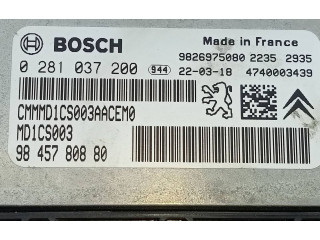 BOSCH
Made in France
9826975080 2235 2935
0 281 037 200 944 22-03-18 4740003439
CMMMD1CS003AACEM0
MD1CS003
98 457 808 80